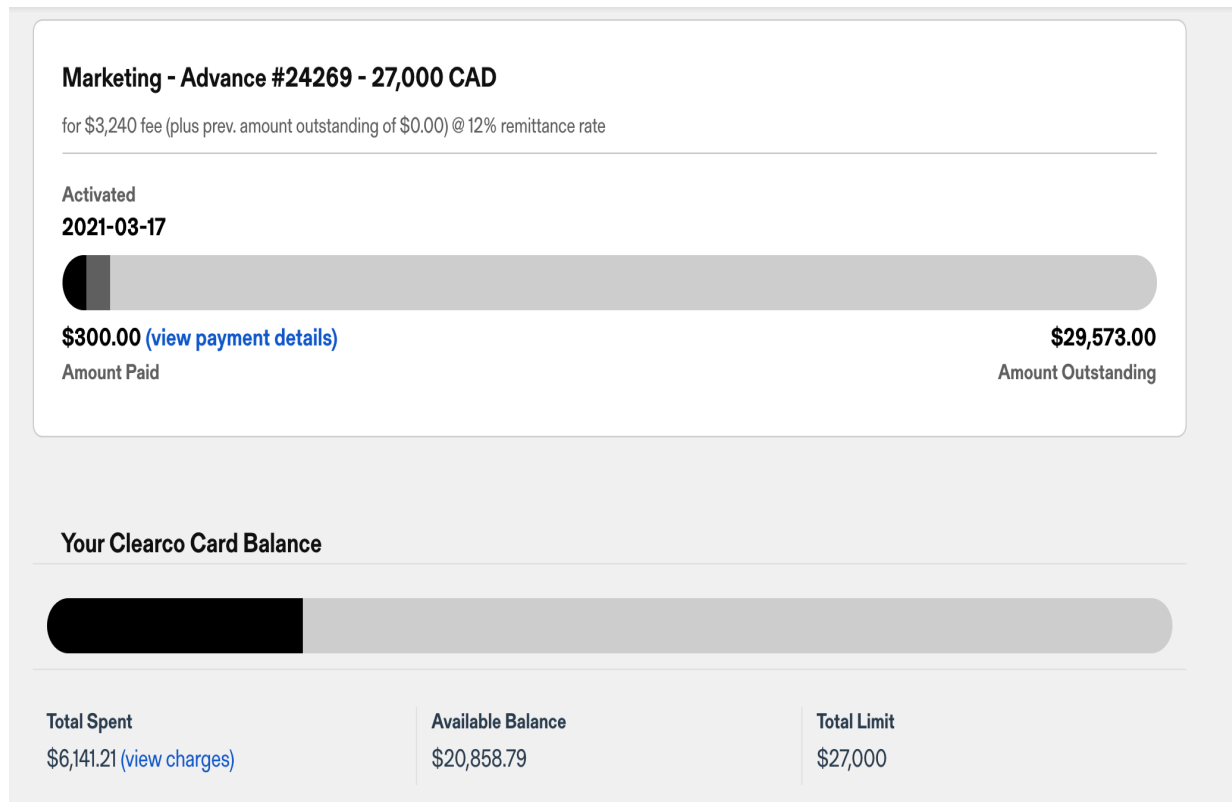 Marketing - Advance #24269 - 27,000 CAD
for $3,240 fee (plus prev. amount outstanding of $0.00) @ 12% remittance rate
Activated
2021-03-17
$300.00 (view payment details) $29,573.00
Amount Paid Amount Outstanding
Your Clearco Card Balance
Total Spent Available Balance Total Limit
$6,141.21 (view charges) $20,858.79 $27,000